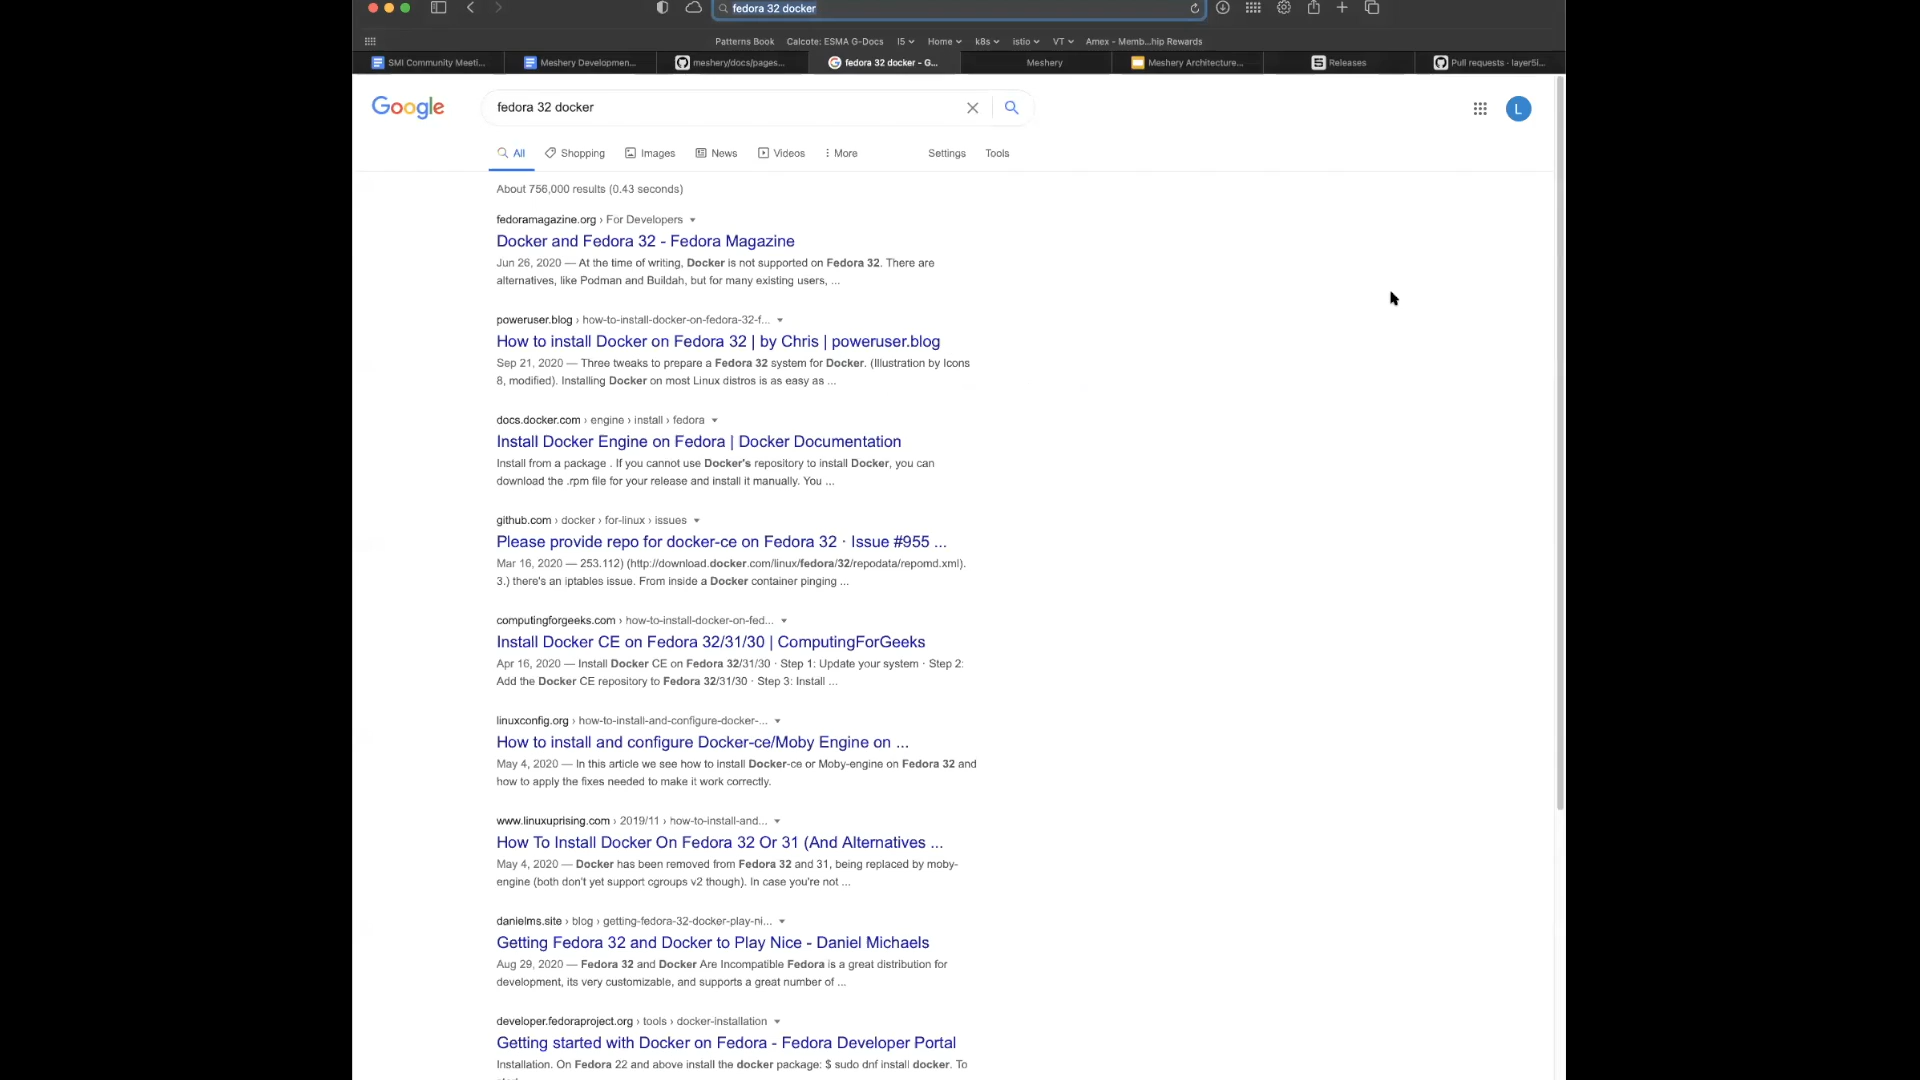 fedora 32 docker
Patterns Book Calcote: ESMA G-Docs l5 Home k8s istio VT Amex - Memb...hip Rewards
SMI Community Meeti... Meshery Developmen... meshery/docs/pages... fedora 32 docker - G... Meshery Meshery Architecture... Releases Pull requests · layer5i...
Google fedora 32 docker L
All Shopping Images News Videos More Settings Tools
About 756,000 results (0.43 seconds)
fedoramagazine.org › For Developers
Docker and Fedora 32 - Fedora Magazine
Jun 26, 2020 — At the time of writing, Docker is not supported on Fedora 32. There are
alternatives, like Podman and Buildah, but for many existing users, ...
poweruser.blog › how-to-install-docker-on-fedora-32-f...
How to install Docker on Fedora 32 | by Chris | poweruser.blog
Sep 21, 2020 — Three tweaks to prepare a Fedora 32 system for Docker. (Illustration by Icons
8, modified). Installing Docker on most Linux distros is as easy as ...
docs.docker.com › engine › install › fedora
Install Docker Engine on Fedora | Docker Documentation
Install from a package . If you cannot use Docker's repository to install Docker, you can
download the .rpm file for your release and install it manually. You ...
github.com › docker › for-linux › issues
Please provide repo for docker-ce on Fedora 32 · Issue #955 ...
Mar 16, 2020 — 253.112) (http://download.docker.com/linux/fedora/32/repodata/repomd.xml).
3.) there's an iptables issue. From inside a Docker container pinging ...
computingforgeeks.com › how-to-install-docker-on-fed...
Install Docker CE on Fedora 32/31/30 | ComputingForGeeks
Apr 16, 2020 — Install Docker CE on Fedora 32/31/30 · Step 1: Update your system · Step 2:
Add the Docker CE repository to Fedora 32/31/30 · Step 3: Install ...
linuxconfig.org › how-to-install-and-configure-docker-...
How to install and configure Docker-ce/Moby Engine on ...
May 4, 2020 — In this article we see how to install Docker-ce or Moby-engine on Fedora 32 and
how to apply the fixes needed to make it work correctly.
www.linuxuprising.com › 2019/11 › how-to-install-and...
How To Install Docker On Fedora 32 Or 31 (And Alternatives ...
May 4, 2020 — Docker has been removed from Fedora 32 and 31, being replaced by moby-
engine (both don't yet support cgroups v2 though). In case you're not ...
danielms.site › blog › getting-fedora-32-docker-play-ni...
Getting Fedora 32 and Docker to Play Nice - Daniel Michaels
Aug 29, 2020 — Fedora 32 and Docker Are Incompatible Fedora is a great distribution for
development, its very customizable, and supports a great number of ...
developer.fedoraproject.org › tools › docker-installation
Getting started with Docker on Fedora - Fedora Developer Portal
Installation. On Fedora 22 and above install the docker package: $ sudo dnf install docker. To